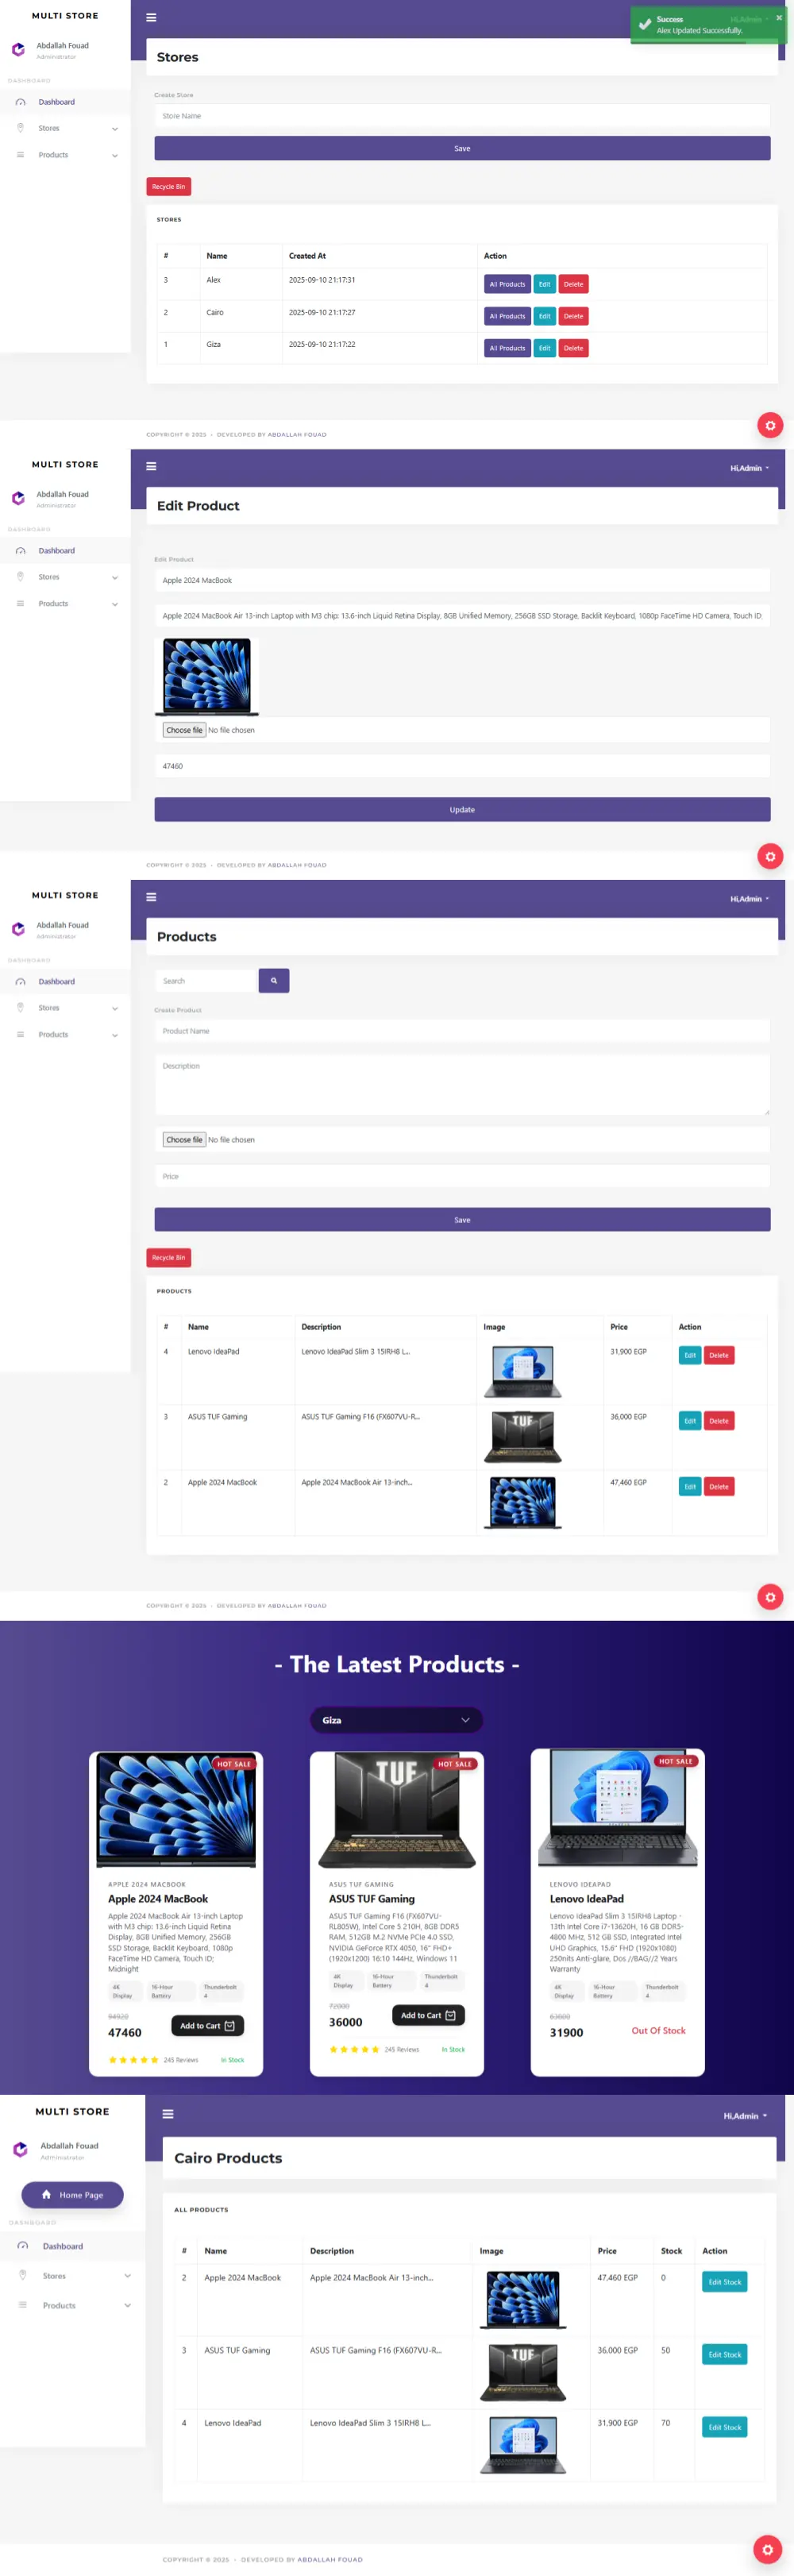 MULTI STORE
Hi,Admin
Success
Alex Updated Successfully.
Abdallah Fouad
Administrator
Stores
DASHBOARD
Dashboard
Stores
Products
Create Store
Store Name
Save
Recycle Bin
STORES
# Name Created At Action
3 Alex 2025-09-10 21:17:31 All Products Edit Delete
2 Cairo 2025-09-10 21:17:27 All Products Edit Delete
1 Giza 2025-09-10 21:17:22 All Products Edit Delete
COPYRIGHT © 2025 - DEVELOPED BY ABDALLAH FOUAD
MULTI STORE
Hi,Admin
Abdallah Fouad
Administrator
Edit Product
DASHBOARD
Dashboard
Stores
Products
Edit Product
Apple 2024 MacBook
Apple 2024 MacBook Air 13-inch Laptop with M3 chip: 13.6-inch Liquid Retina Display, 8GB Unified Memory, 256GB SSD Storage, Backlit Keyboard, 1080p FaceTime HD Camera, Touch ID;
Choose file No file chosen
47460
Update
COPYRIGHT © 2025 - DEVELOPED BY ABDALLAH FOUAD
MULTI STORE
Hi,Admin
Abdallah Fouad
Administrator
Products
DASHBOARD
Dashboard
Stores
Products
Search
Create Product
Product Name
Description
Choose file No file chosen
Price
Save
Recycle Bin
PRODUCTS
# Name Description Image Price Action
4 Lenovo IdeaPad Lenovo IdeaPad Slim 3 15IRH8 L... 31,900 EGP Edit Delete
3 ASUS TUF Gaming ASUS TUF Gaming F16 (FX607VU-R... TUF 36,000 EGP Edit Delete
2 Apple 2024 MacBook Apple 2024 MacBook Air 13-inch... 47,460 EGP Edit Delete
COPYRIGHT © 2025 - DEVELOPED BY ABDALLAH FOUAD
- The Latest Products -
Giza
HOT SALE
APPLE 2024 MACBOOK
Apple 2024 MacBook
Apple 2024 MacBook Air 13-inch Laptop
with M3 chip: 13.6-inch Liquid Retina
Display, 8GB Unified Memory, 256GB
SSD Storage, Backlit Keyboard, 1080p
FaceTime HD Camera, Touch ID;
Midnight
4K Display
16-Hour Battery
Thunderbolt 4
94920
47460
Add to Cart
245 Reviews
In Stock
TUF
HOT SALE
ASUS TUF GAMING
ASUS TUF Gaming
ASUS TUF Gaming F16 (FX607VU-
RL805W), Intel Core 5 210H, 8GB DDR5
RAM, 512GB M.2 NVMe PCIe 4.0 SSD,
NVIDIA GeForce RTX 4050, 16" FHD+
(1920x1200) 16:10 144Hz, Windows 11
4K Display
16-Hour Battery
Thunderbolt 4
72000
36000
Add to Cart
245 Reviews
In Stock
HOT SALE
LENOVO IDEAPAD
Lenovo IdeaPad
Lenovo IdeaPad Slim 3 15IRH8 Laptop -
13th Intel Core i7-13620H, 16 GB DDR5-
4800 MHz, 512 GB SSD, Integrated Intel
UHD Graphics, 15.6" FHD (1920x1080)
250nits Anti-glare, Dos //BAG//2 Years
Warranty
4K Display
16-Hour Battery
Thunderbolt 4
63800
31900
Out Of Stock
MULTI STORE
Hi,Admin
Abdallah Fouad
Administrator
Cairo Products
Home Page
DASHBOARD
Dashboard
Stores
Products
ALL PRODUCTS
# Name Description Image Price Stock Action
2 Apple 2024 MacBook Apple 2024 MacBook Air 13-inch... 47,460 EGP 0 Edit Stock
3 ASUS TUF Gaming ASUS TUF Gaming F16 (FX607VU-R... TUF 36,000 EGP 50 Edit Stock
4 Lenovo IdeaPad Lenovo IdeaPad Slim 3 15IRH8 L... 31,900 EGP 70 Edit Stock
COPYRIGHT © 2025 - DEVELOPED BY ABDALLAH FOUAD